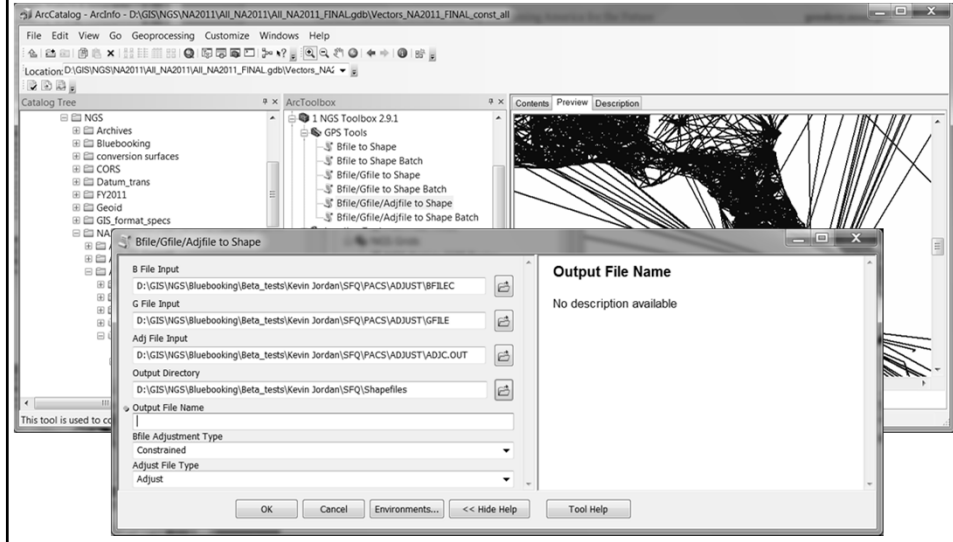 ArcCatalog - ArcInfo - D:\GIS\NGS\NA2011\All_NA2011\All_NA2011_FINAL.gdb\Vectors_NA2011_FINAL_const_all
File Edit View Go Geoprocessing Customize Windows Help
Location: D:\GIS\NGS\NA2011\All_NA2011\All_NA2011_FINAL.gdb\Vectors_NA2
Catalog Tree
NGS
Archives
Bluebooking
conversion surfaces
CORS
Datum_trans
FY2011
Geoid
GIS_format_specs
NA
ArcToolbox
1 NGS Toolbox 2.9.1
GPS Tools
Bfile to Shape
Bfile to Shape Batch
Bfile/Gfile to Shape
Bfile/Gfile to Shape Batch
Bfile/Gfile/Adjfile to Shape
Bfile/Gfile/Adjfile to Shape Batch
Contents Preview Description
This tool is used to co
Bfile/Gfile/Adjfile to Shape
B File Input
D:\GIS\NGS\Bluebooking\Beta_tests\Kevin Jordan\SFQ\PACS\ADJUST\BFILEC
G File Input
D:\GIS\NGS\Bluebooking\Beta_tests\Kevin Jordan\SFQ\PACS\ADJUST\GFILE
Adj File Input
D:\GIS\NGS\Bluebooking\Beta_tests\Kevin Jordan\SFQ\PACS\ADJUST\ADJC.OUT
Output Directory
D:\GIS\NGS\Bluebooking\Beta_tests\Kevin Jordan\SFQ\Shapefiles
Output File Name
Bfile Adjustment Type
Constrained
Adjust File Type
Adjust
Output File Name
No description available
OK Cancel Environments... << Hide Help Tool Help